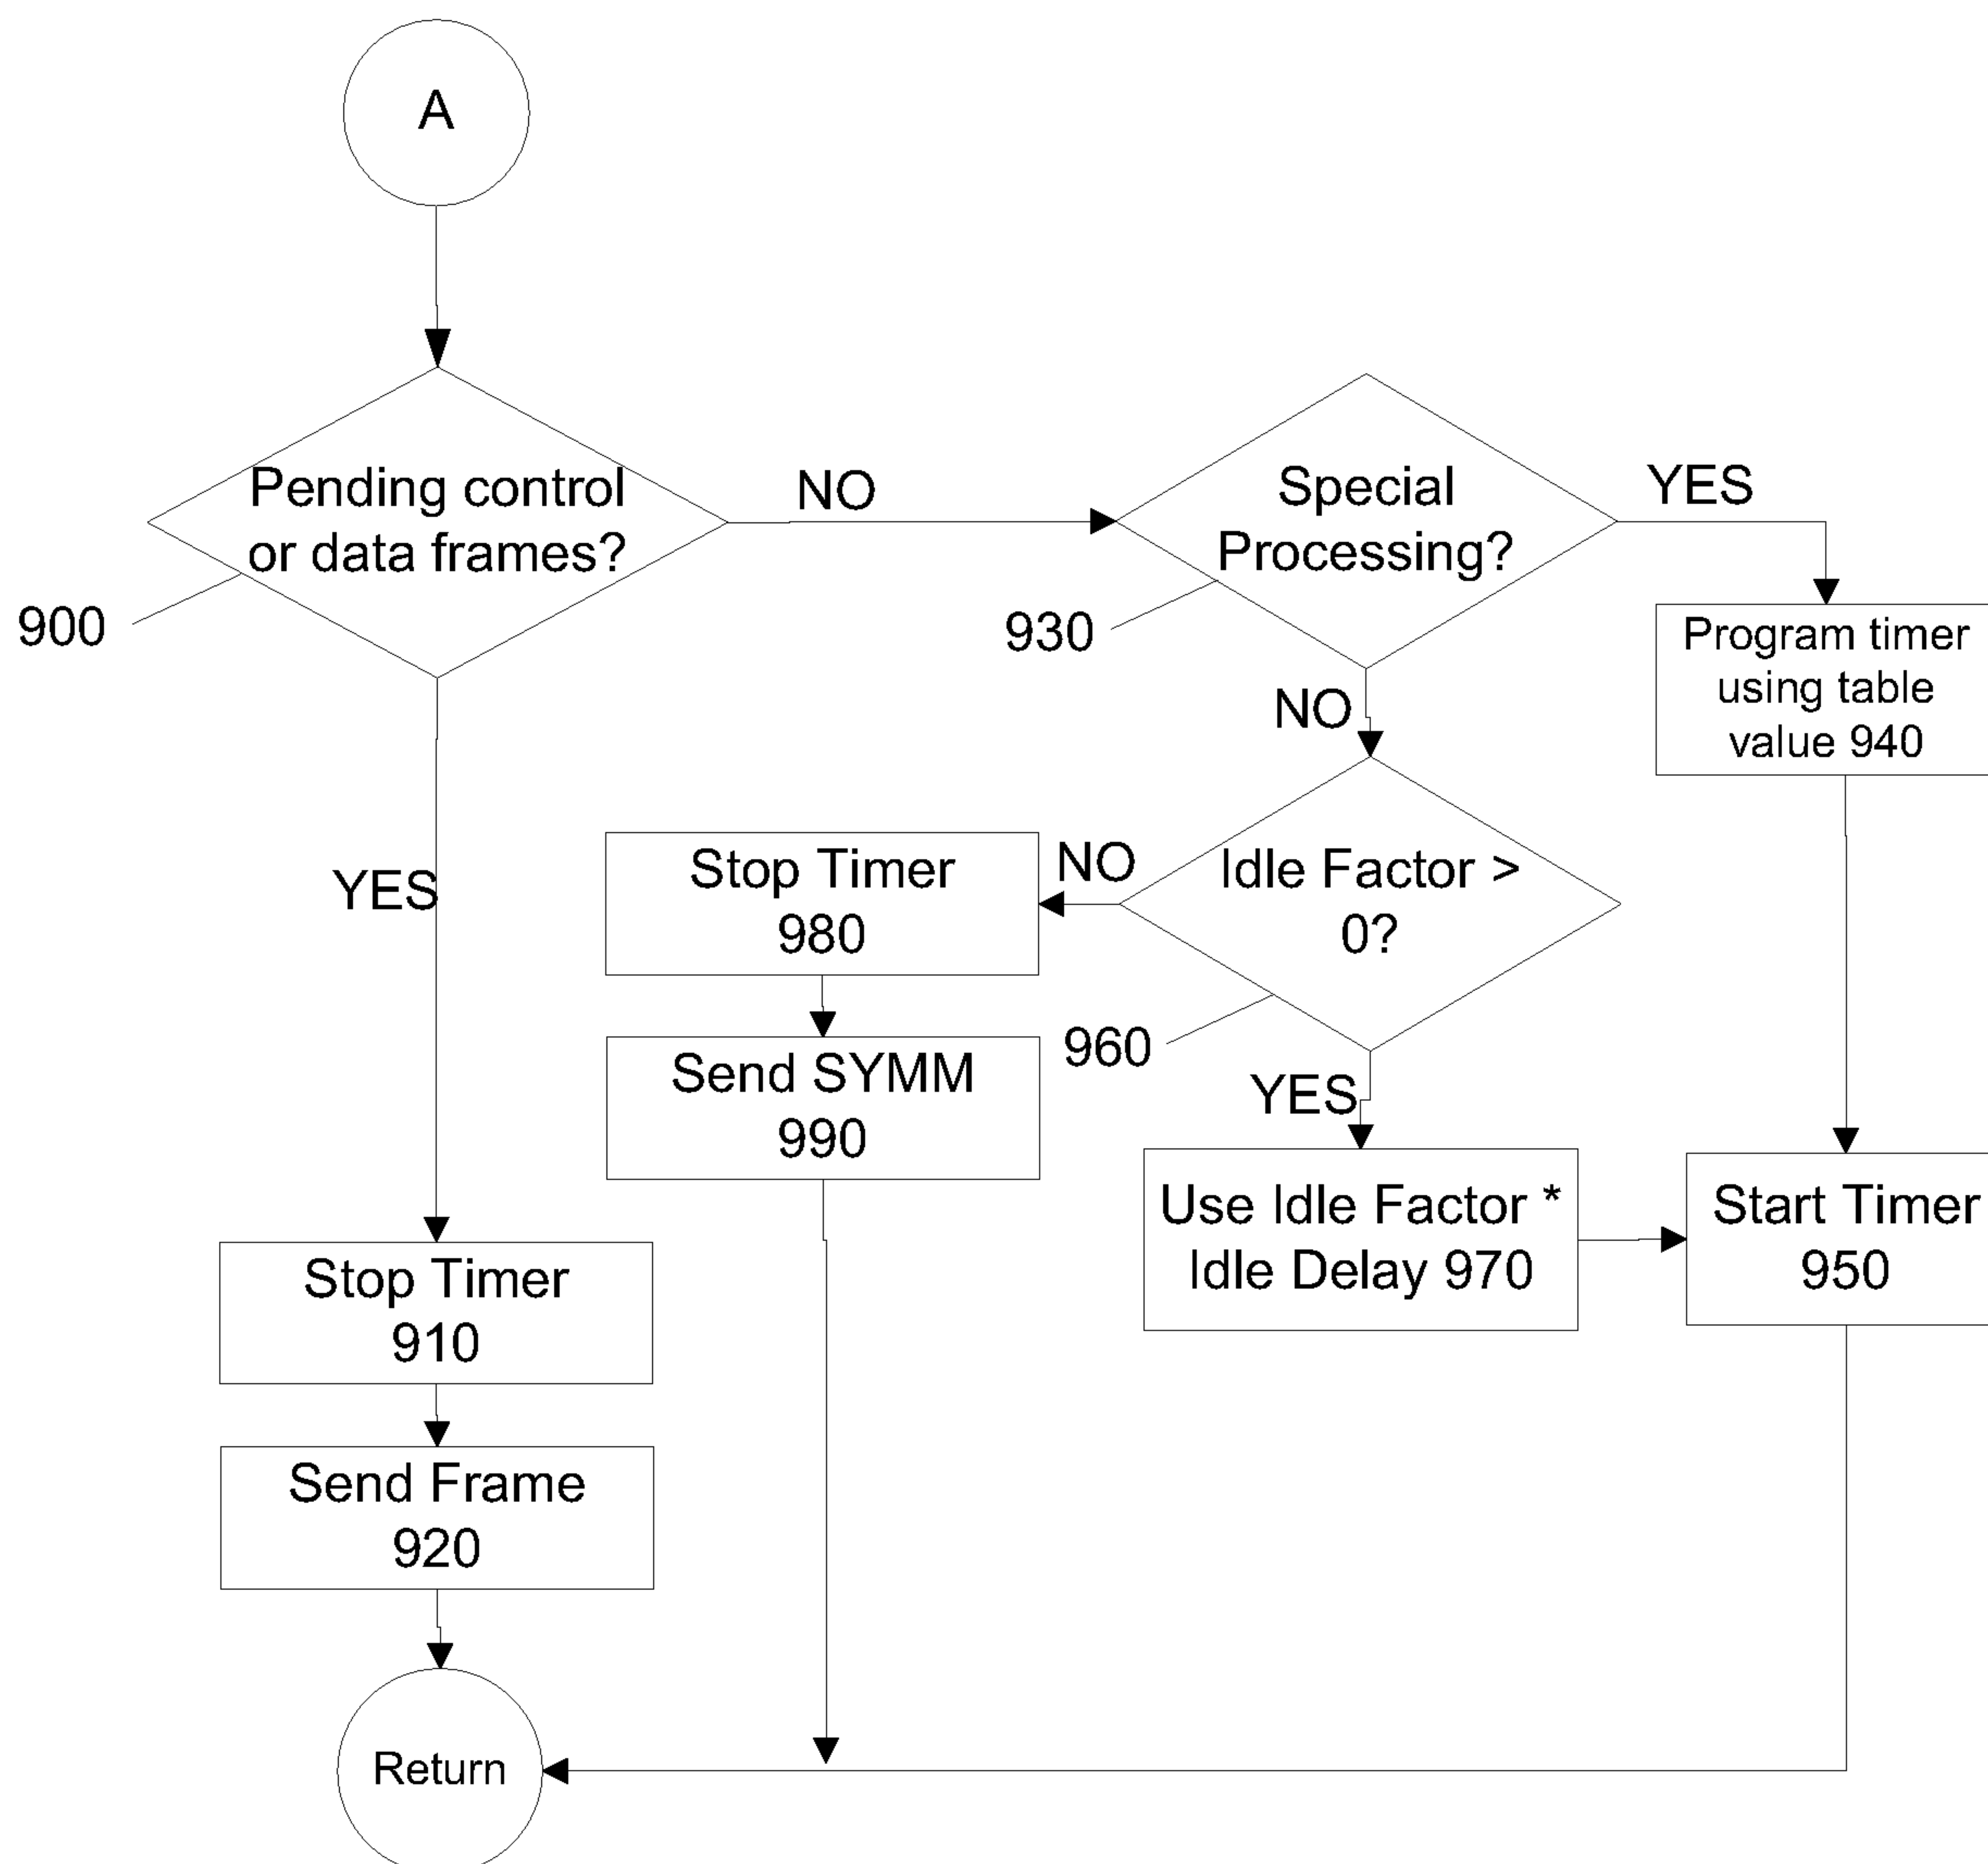 A
Pending control
or data frames?
900
NO
Special
Processing?
930
YES
Program timer
using table
value 940
NO
Idle Factor >
0?
960
NO
Stop Timer
980
Send SYMM
990
YES
Use Idle Factor *
Idle Delay 970
Start Timer
950
YES
Stop Timer
910
Send Frame
920
Return